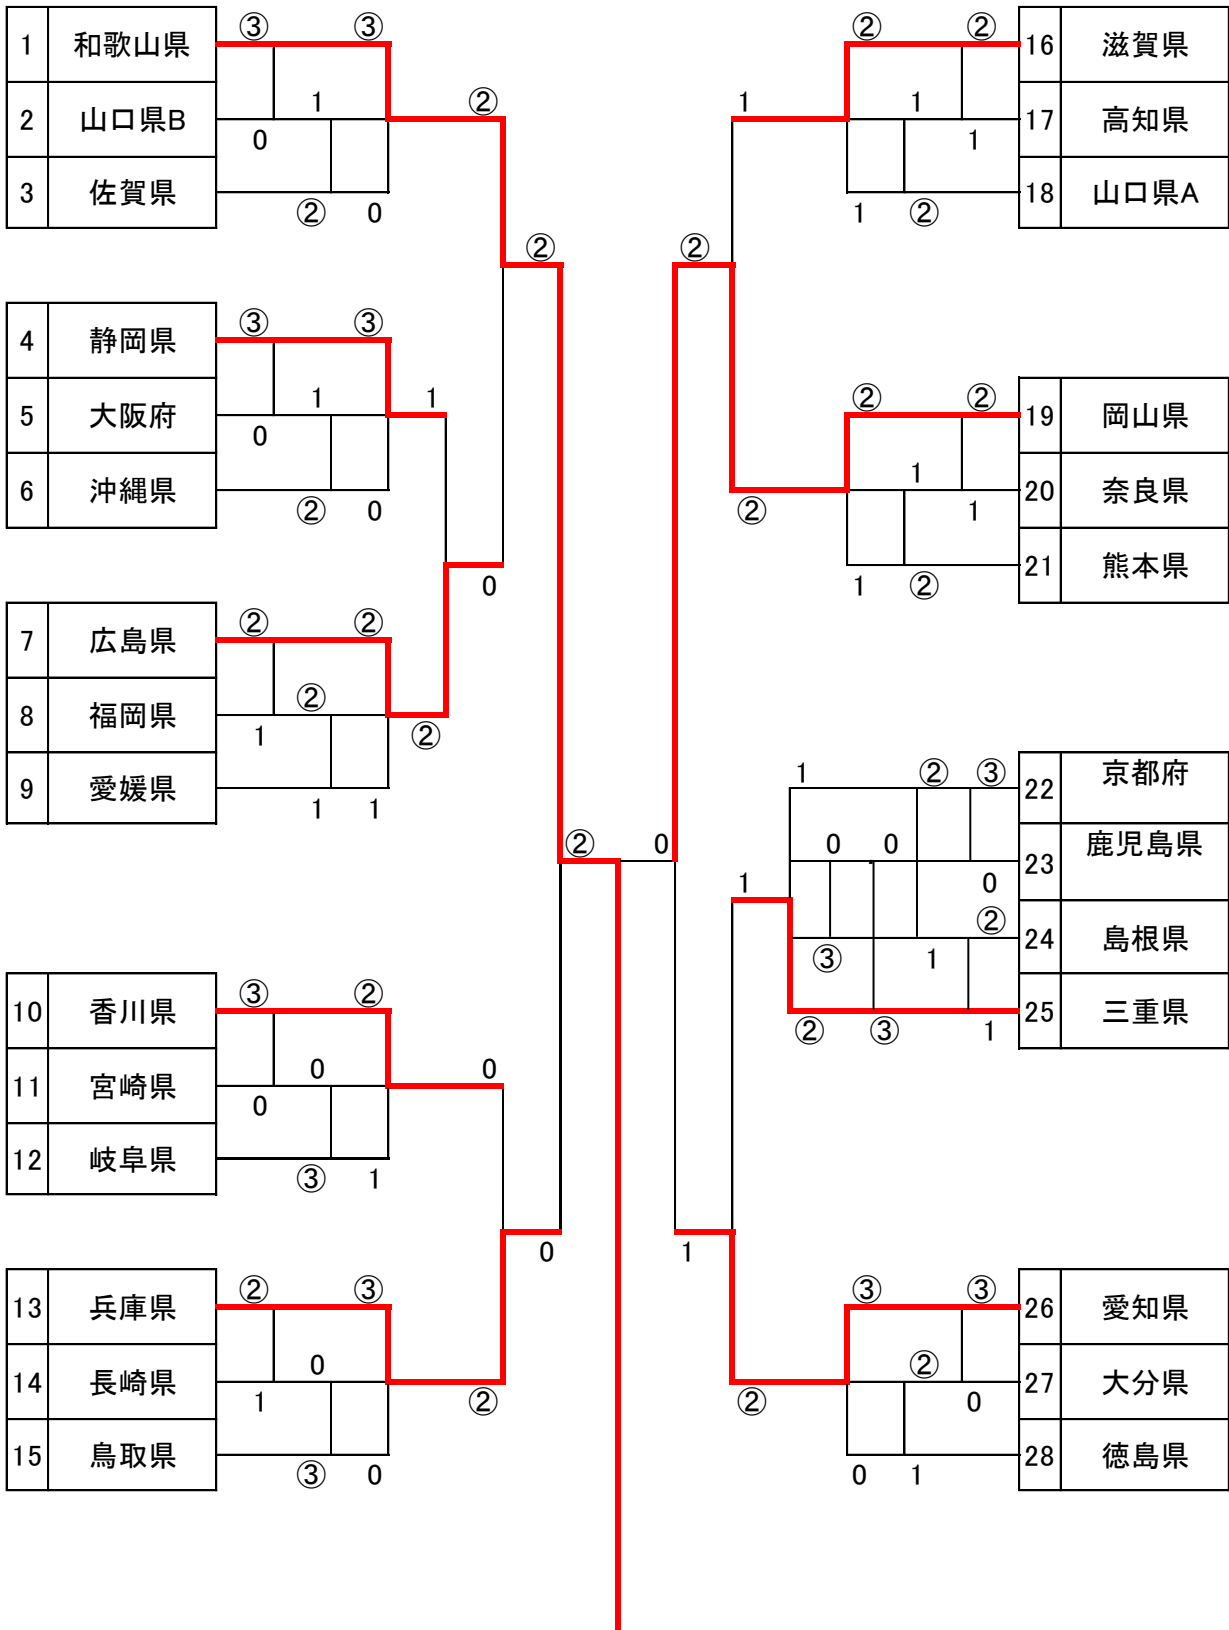 1 和歌山県 ③ ③
2 山口県B 0 1 ②
3 佐賀県 ② 0
②
4 静岡県 ③ ③
5 大阪府 0 1 1
6 沖縄県 ② 0
0
7 広島県 ② ②
8 福岡県 1 ② ②
9 愛媛県 1 1
② 0
10 香川県 ③ ②
11 宮崎県 0 0 0
12 岐阜県 ③ 1
0
13 兵庫県 ② ③
14 長崎県 1 0 ②
15 鳥取県 ③ 0
② ② 16 滋賀県
1 1 1 17 高知県
1 ② 18 山口県A
②
② ② 19 岡山県
② 1 1 20 奈良県
1 ② 21 熊本県
1 ② ③ 22 京都府
0 0 0 23 鹿児島県
1 ③ 1 ② 24 島根県
② ③ 1 25 三重県
1
③ ③ 26 愛知県
② ② 0 27 大分県
0 1 28 徳島県